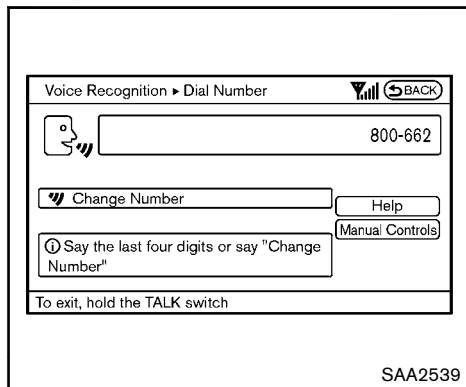 Voice Recognition ▸ Dial Number BACK
800-662
Change Number
Help
Manual Controls
Say the last four digits or say "Change
Number"
To exit, hold the TALK switch
SAA2539